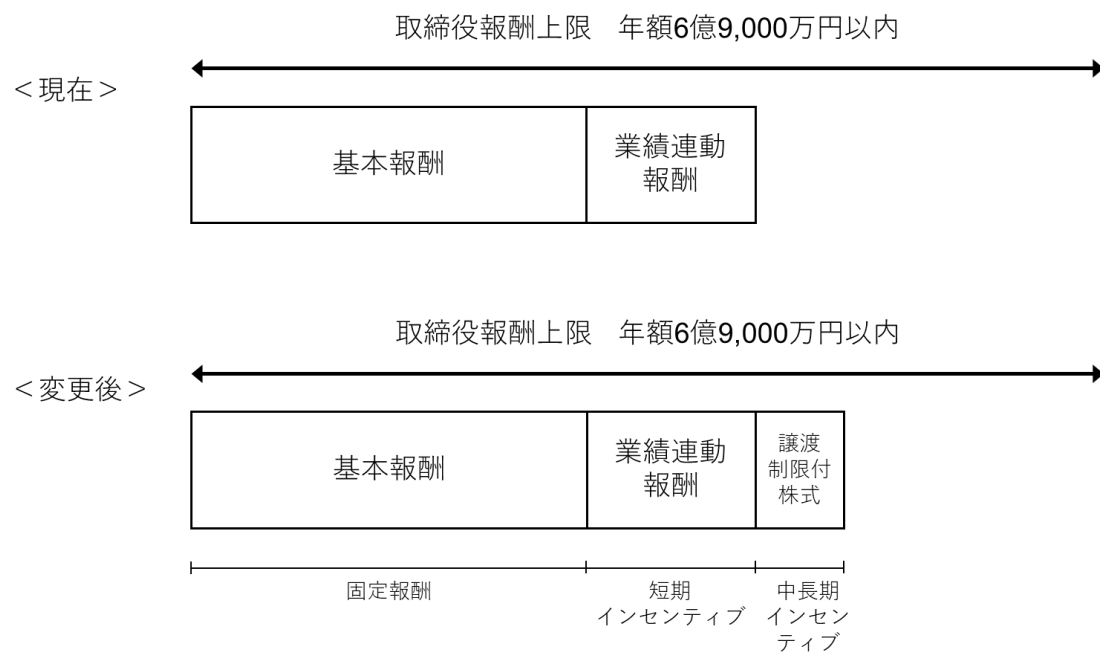 取締役報酬上限　年額6億9,000万円以内
＜現在＞
基本報酬
業績連動
報酬
取締役報酬上限　年額6億9,000万円以内
＜変更後＞
基本報酬
業績連動
報酬
譲渡
制限付
株式
固定報酬
短期
インセンティブ
中長期
インセン
ティブ